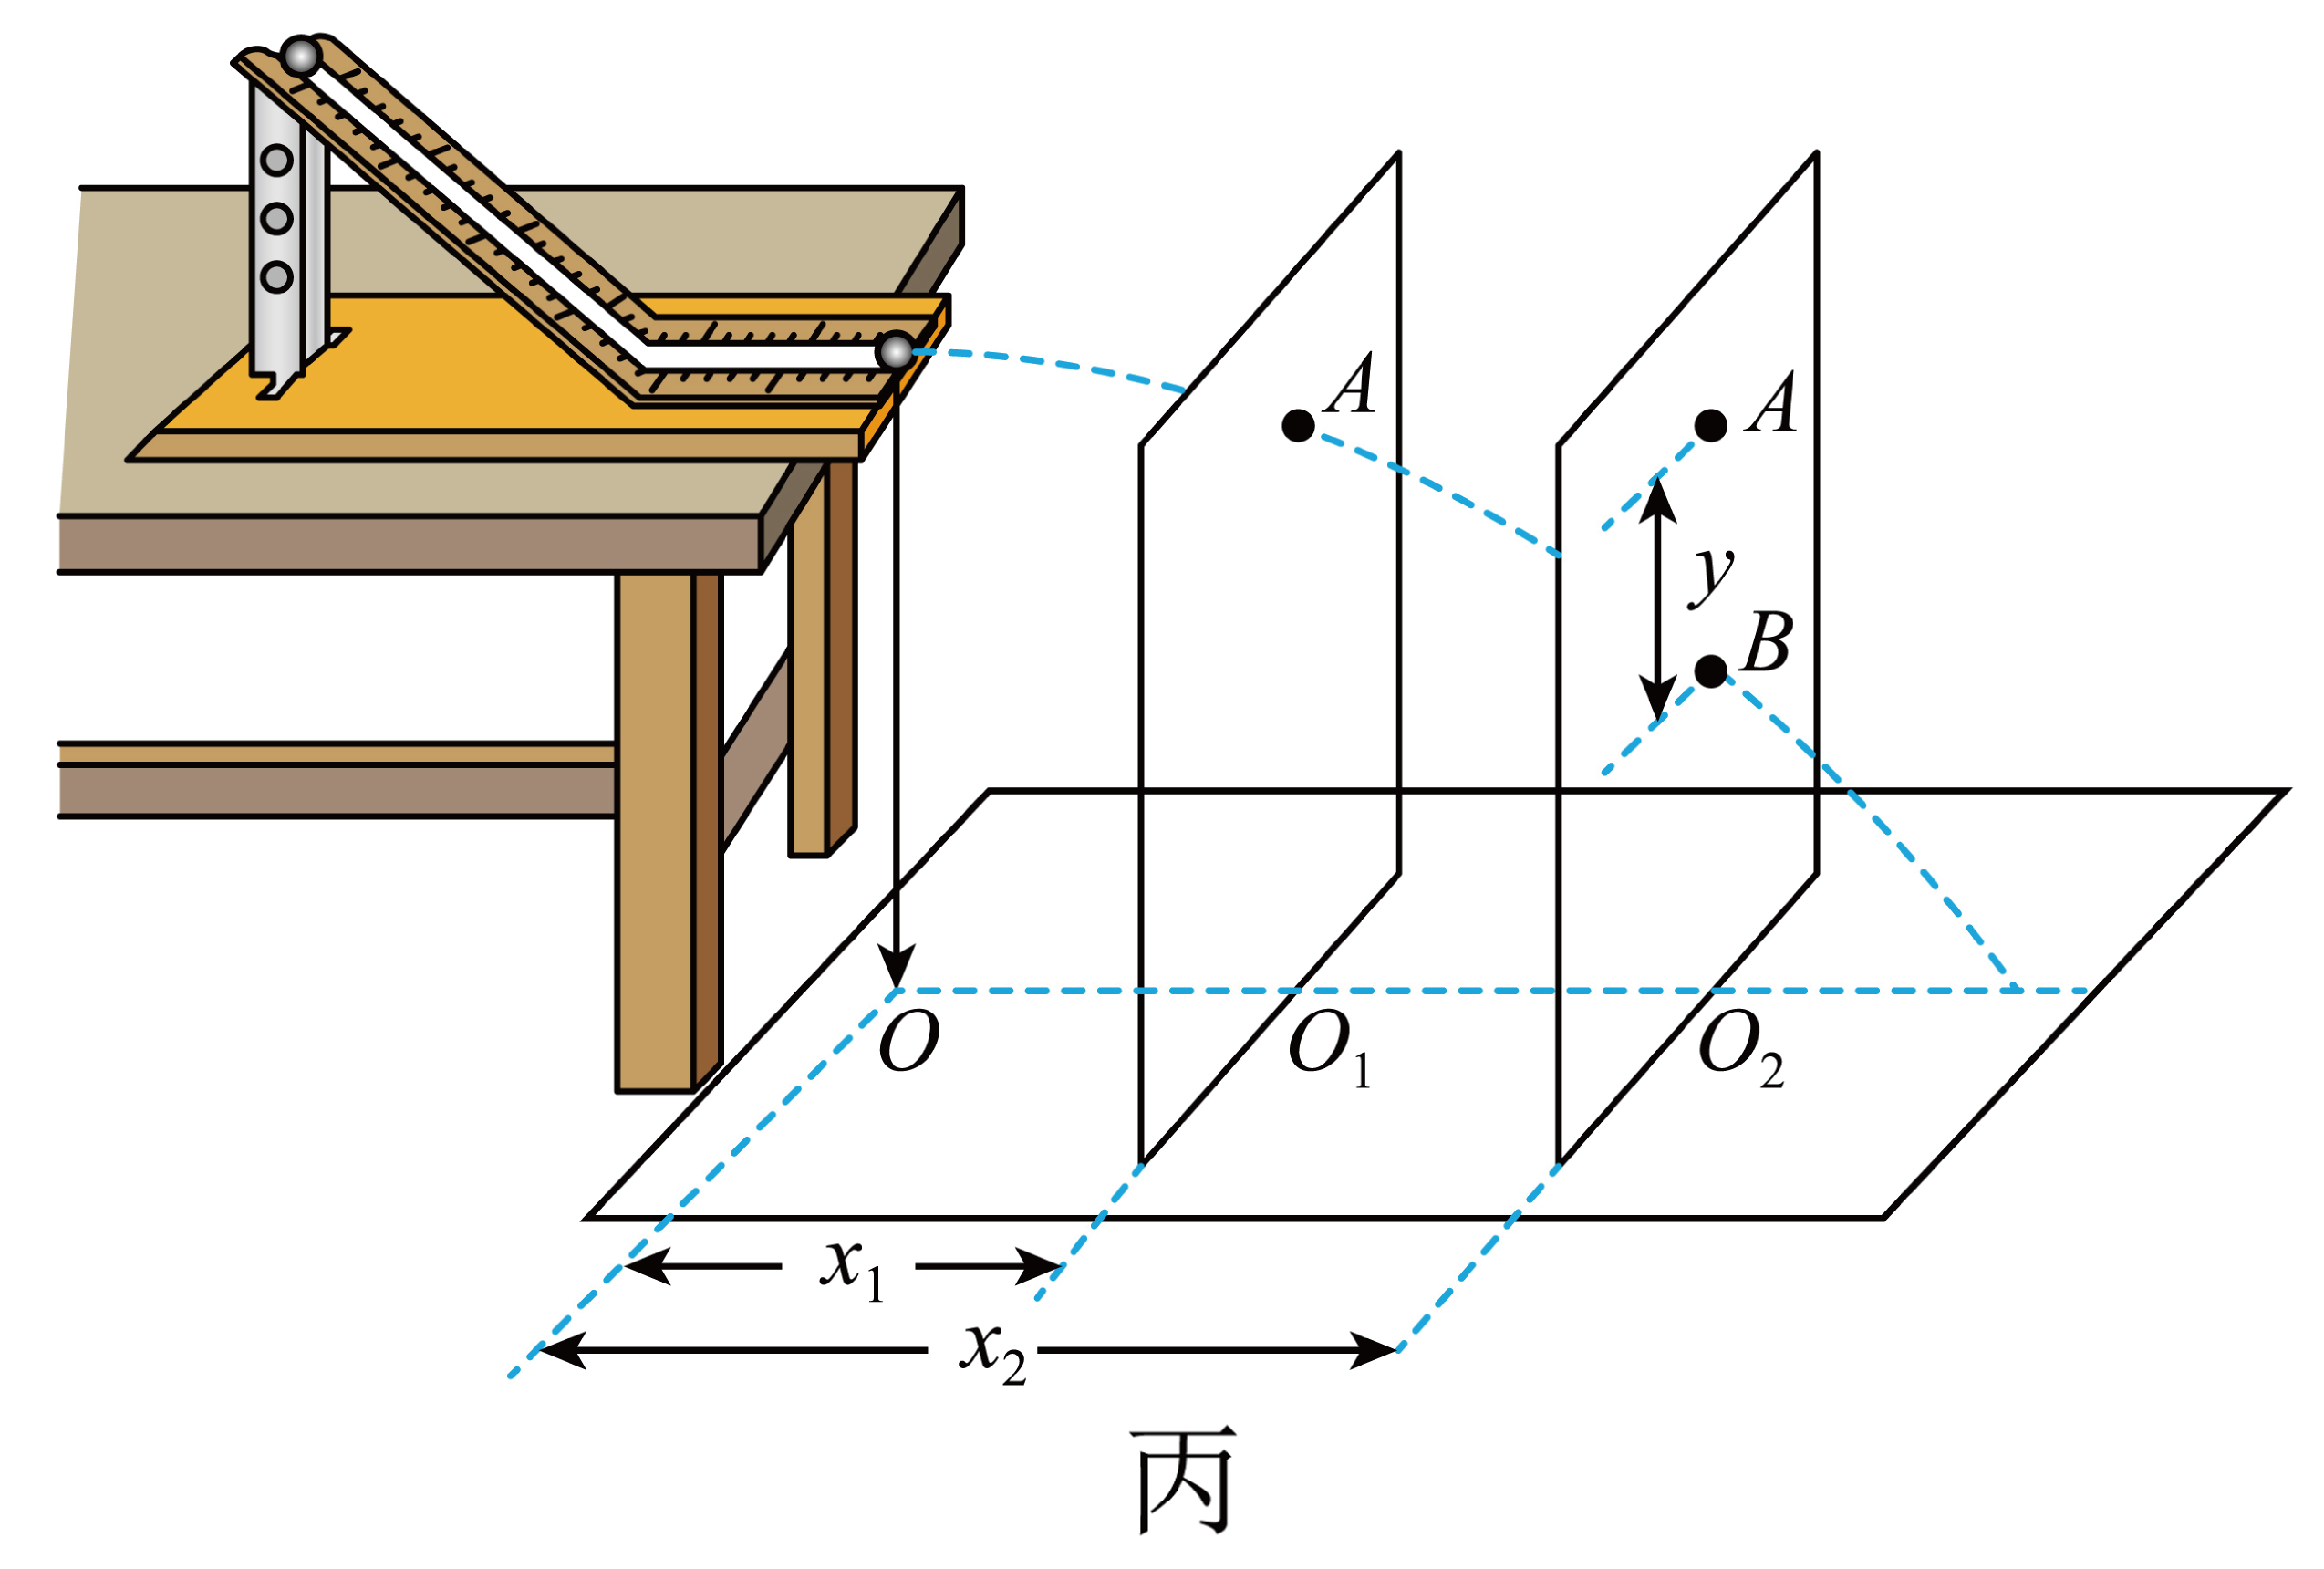 A
A
y
B
O
O₁
O₂
x₁
x₂
丙